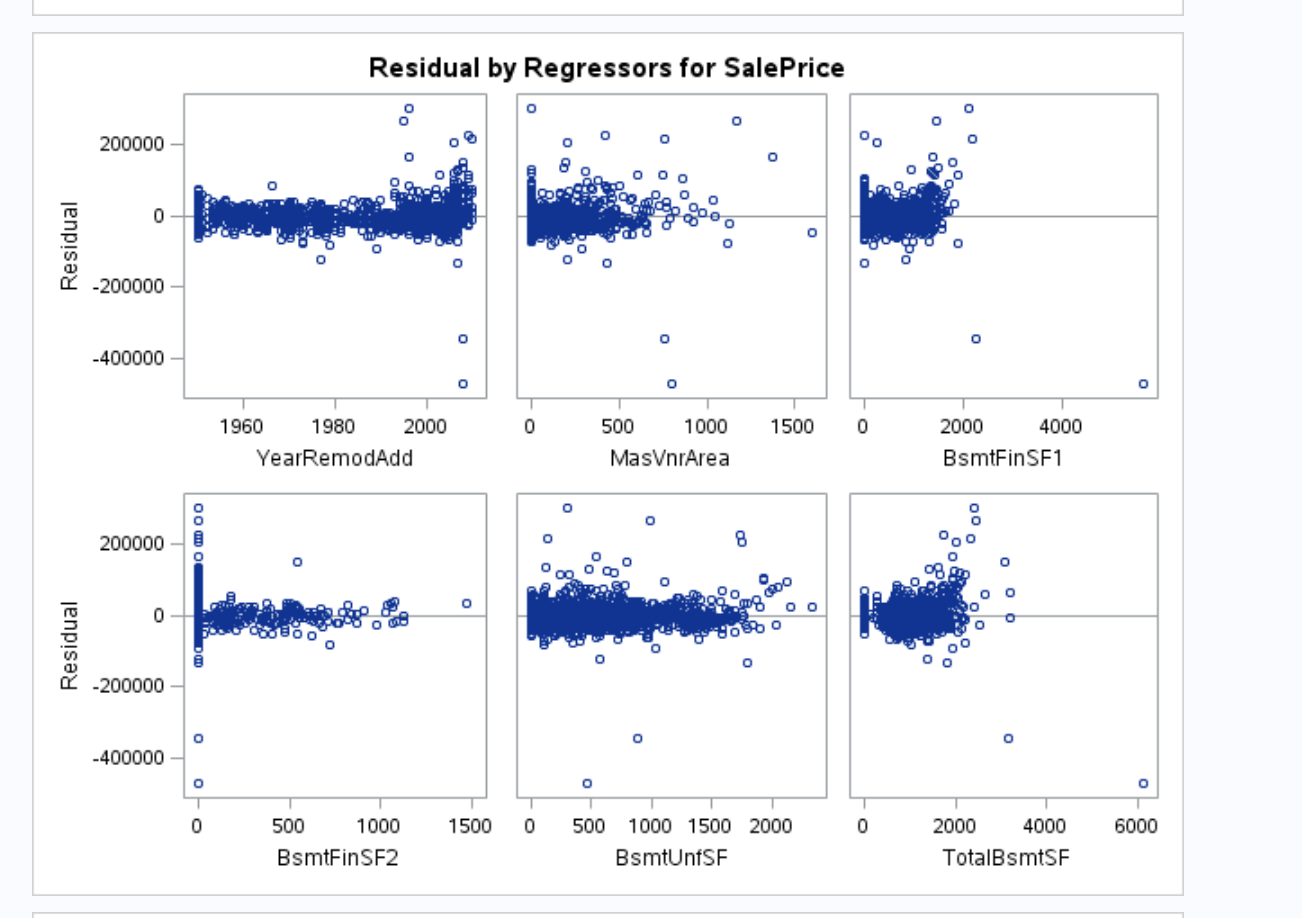 Residual by Regressors for SalePrice
Residual
200000
0
-200000
-400000
1960 1980 2000
YearRemodAdd
0 500 1000 1500
MasVnrArea
0 2000 4000
BsmtFinSF1
Residual
200000
0
-200000
-400000
0 500 1000 1500
BsmtFinSF2
0 500 1000 1500 2000
BsmtUnfSF
0 2000 4000 6000
TotalBsmtSF